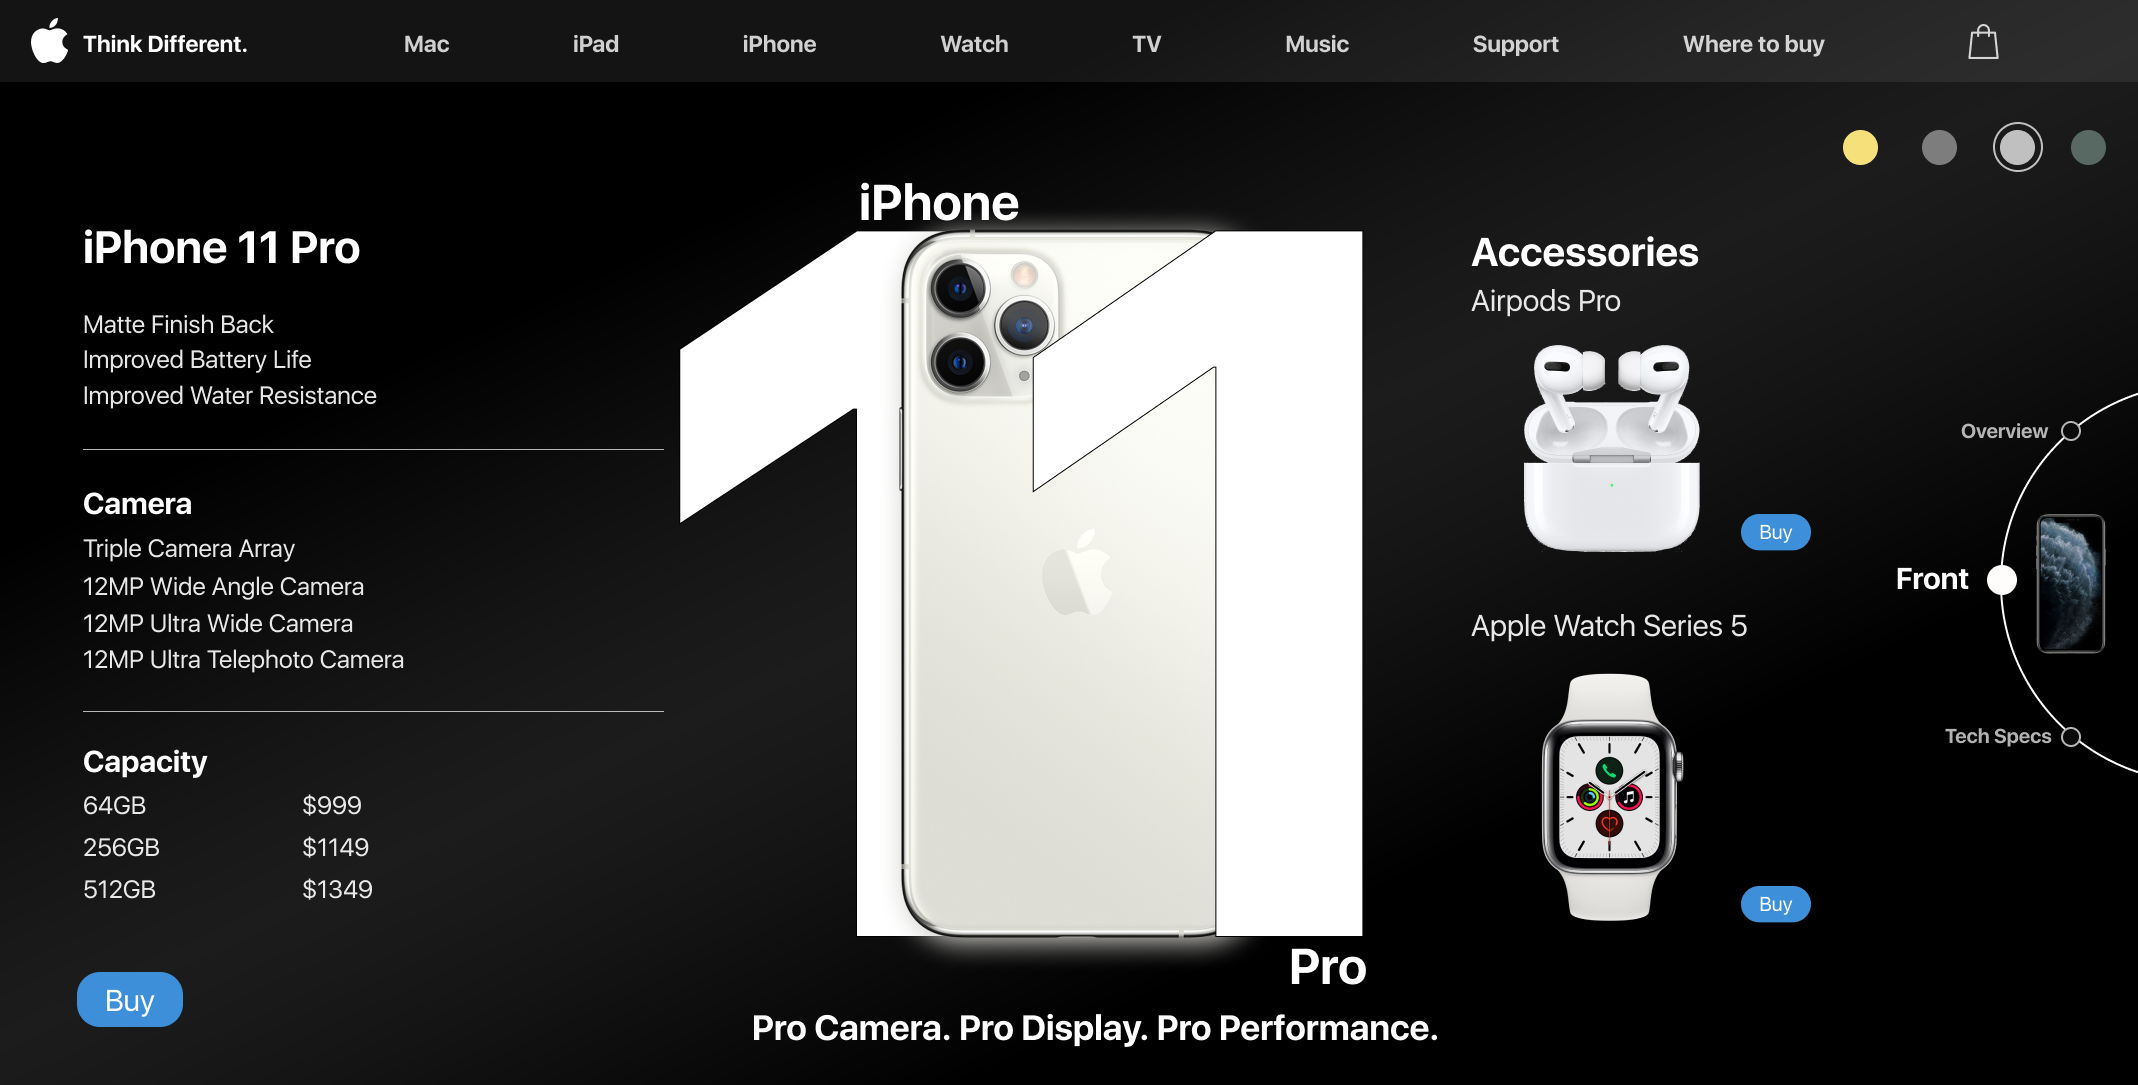 Think Different.
Mac
iPad
iPhone
Watch
TV
Music
Support
Where to buy
iPhone
11
Pro
Pro Camera. Pro Display. Pro Performance.
iPhone 11 Pro
Matte Finish Back
Improved Battery Life
Improved Water Resistance
Camera
Triple Camera Array
12MP Wide Angle Camera
12MP Ultra Wide Camera
12MP Ultra Telephoto Camera
Capacity
64GB $999
256GB $1149
512GB $1349
Buy
Accessories
Airpods Pro
Buy
Apple Watch Series 5
Buy
Overview
Front
Tech Specs